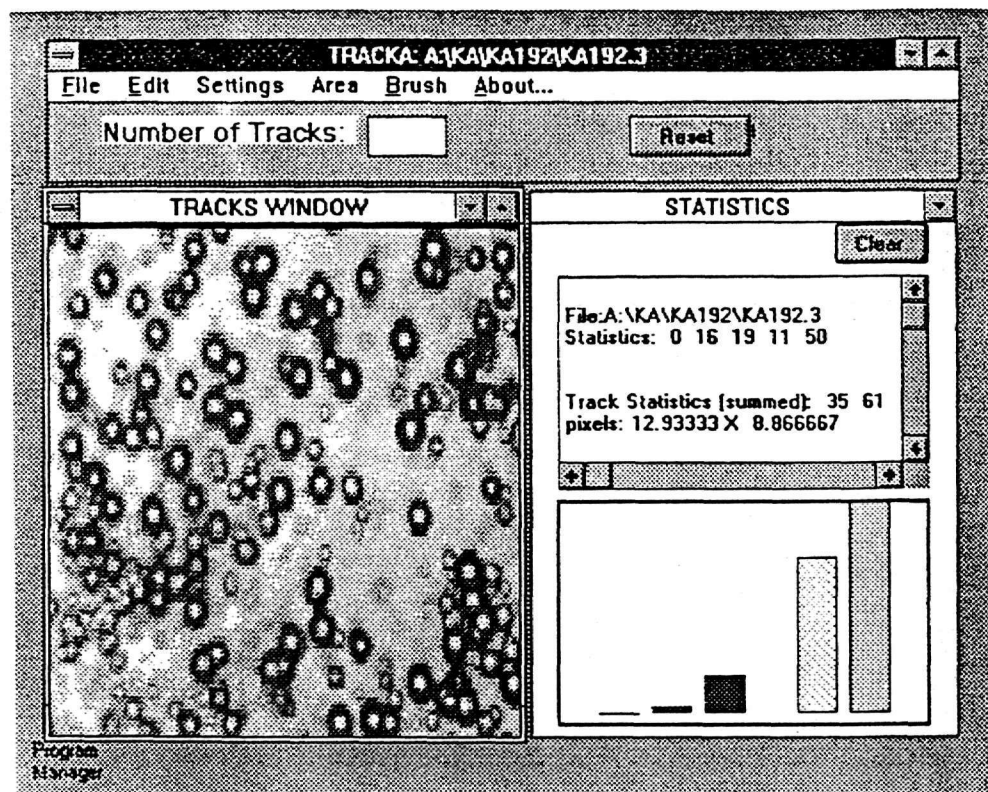 TRACKA: A:\KA\KA192\KA192.3
File Edit Settings Area Brush About...
Number of Tracks: Reset
TRACKS WINDOW
STATISTICS
Clear
File:A:\KA\KA192\KA192.3
Statistics: 0 16 19 11 50
Track Statistics [summed]: 35 61
pixels: 12.93333 X 8.866667
Program
Manager